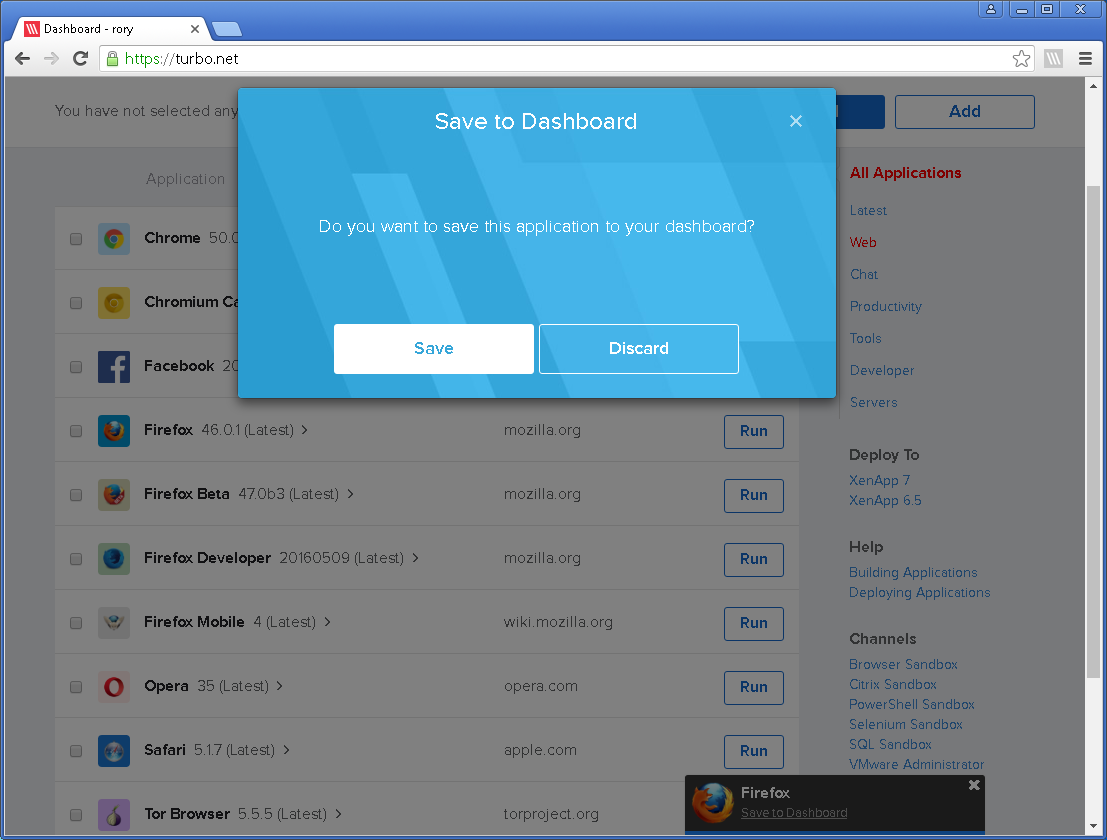 Dashboard - rory
https://turbo.net
You have not selected any
Add
Save to Dashboard
Do you want to save this application to your dashboard?
Save
Discard
Application
Chrome 50.0
Chromium Ca
Facebook 20
Firefox 46.0.1 (Latest) > mozilla.org Run
Firefox Beta 47.0b3 (Latest) > mozilla.org Run
Firefox Developer 20160509 (Latest) > mozilla.org Run
Firefox Mobile 4 (Latest) > wiki.mozilla.org Run
Opera 35 (Latest) > opera.com Run
Safari 5.1.7 (Latest) > apple.com Run
Tor Browser 5.5.5 (Latest) > torproject.org
All Applications
Latest
Web
Chat
Productivity
Tools
Developer
Servers
Deploy To
XenApp 7
XenApp 6.5
Help
Building Applications
Deploying Applications
Channels
Browser Sandbox
Citrix Sandbox
PowerShell Sandbox
Selenium Sandbox
SQL Sandbox
VMware Administrator
Firefox
Save to Dashboard